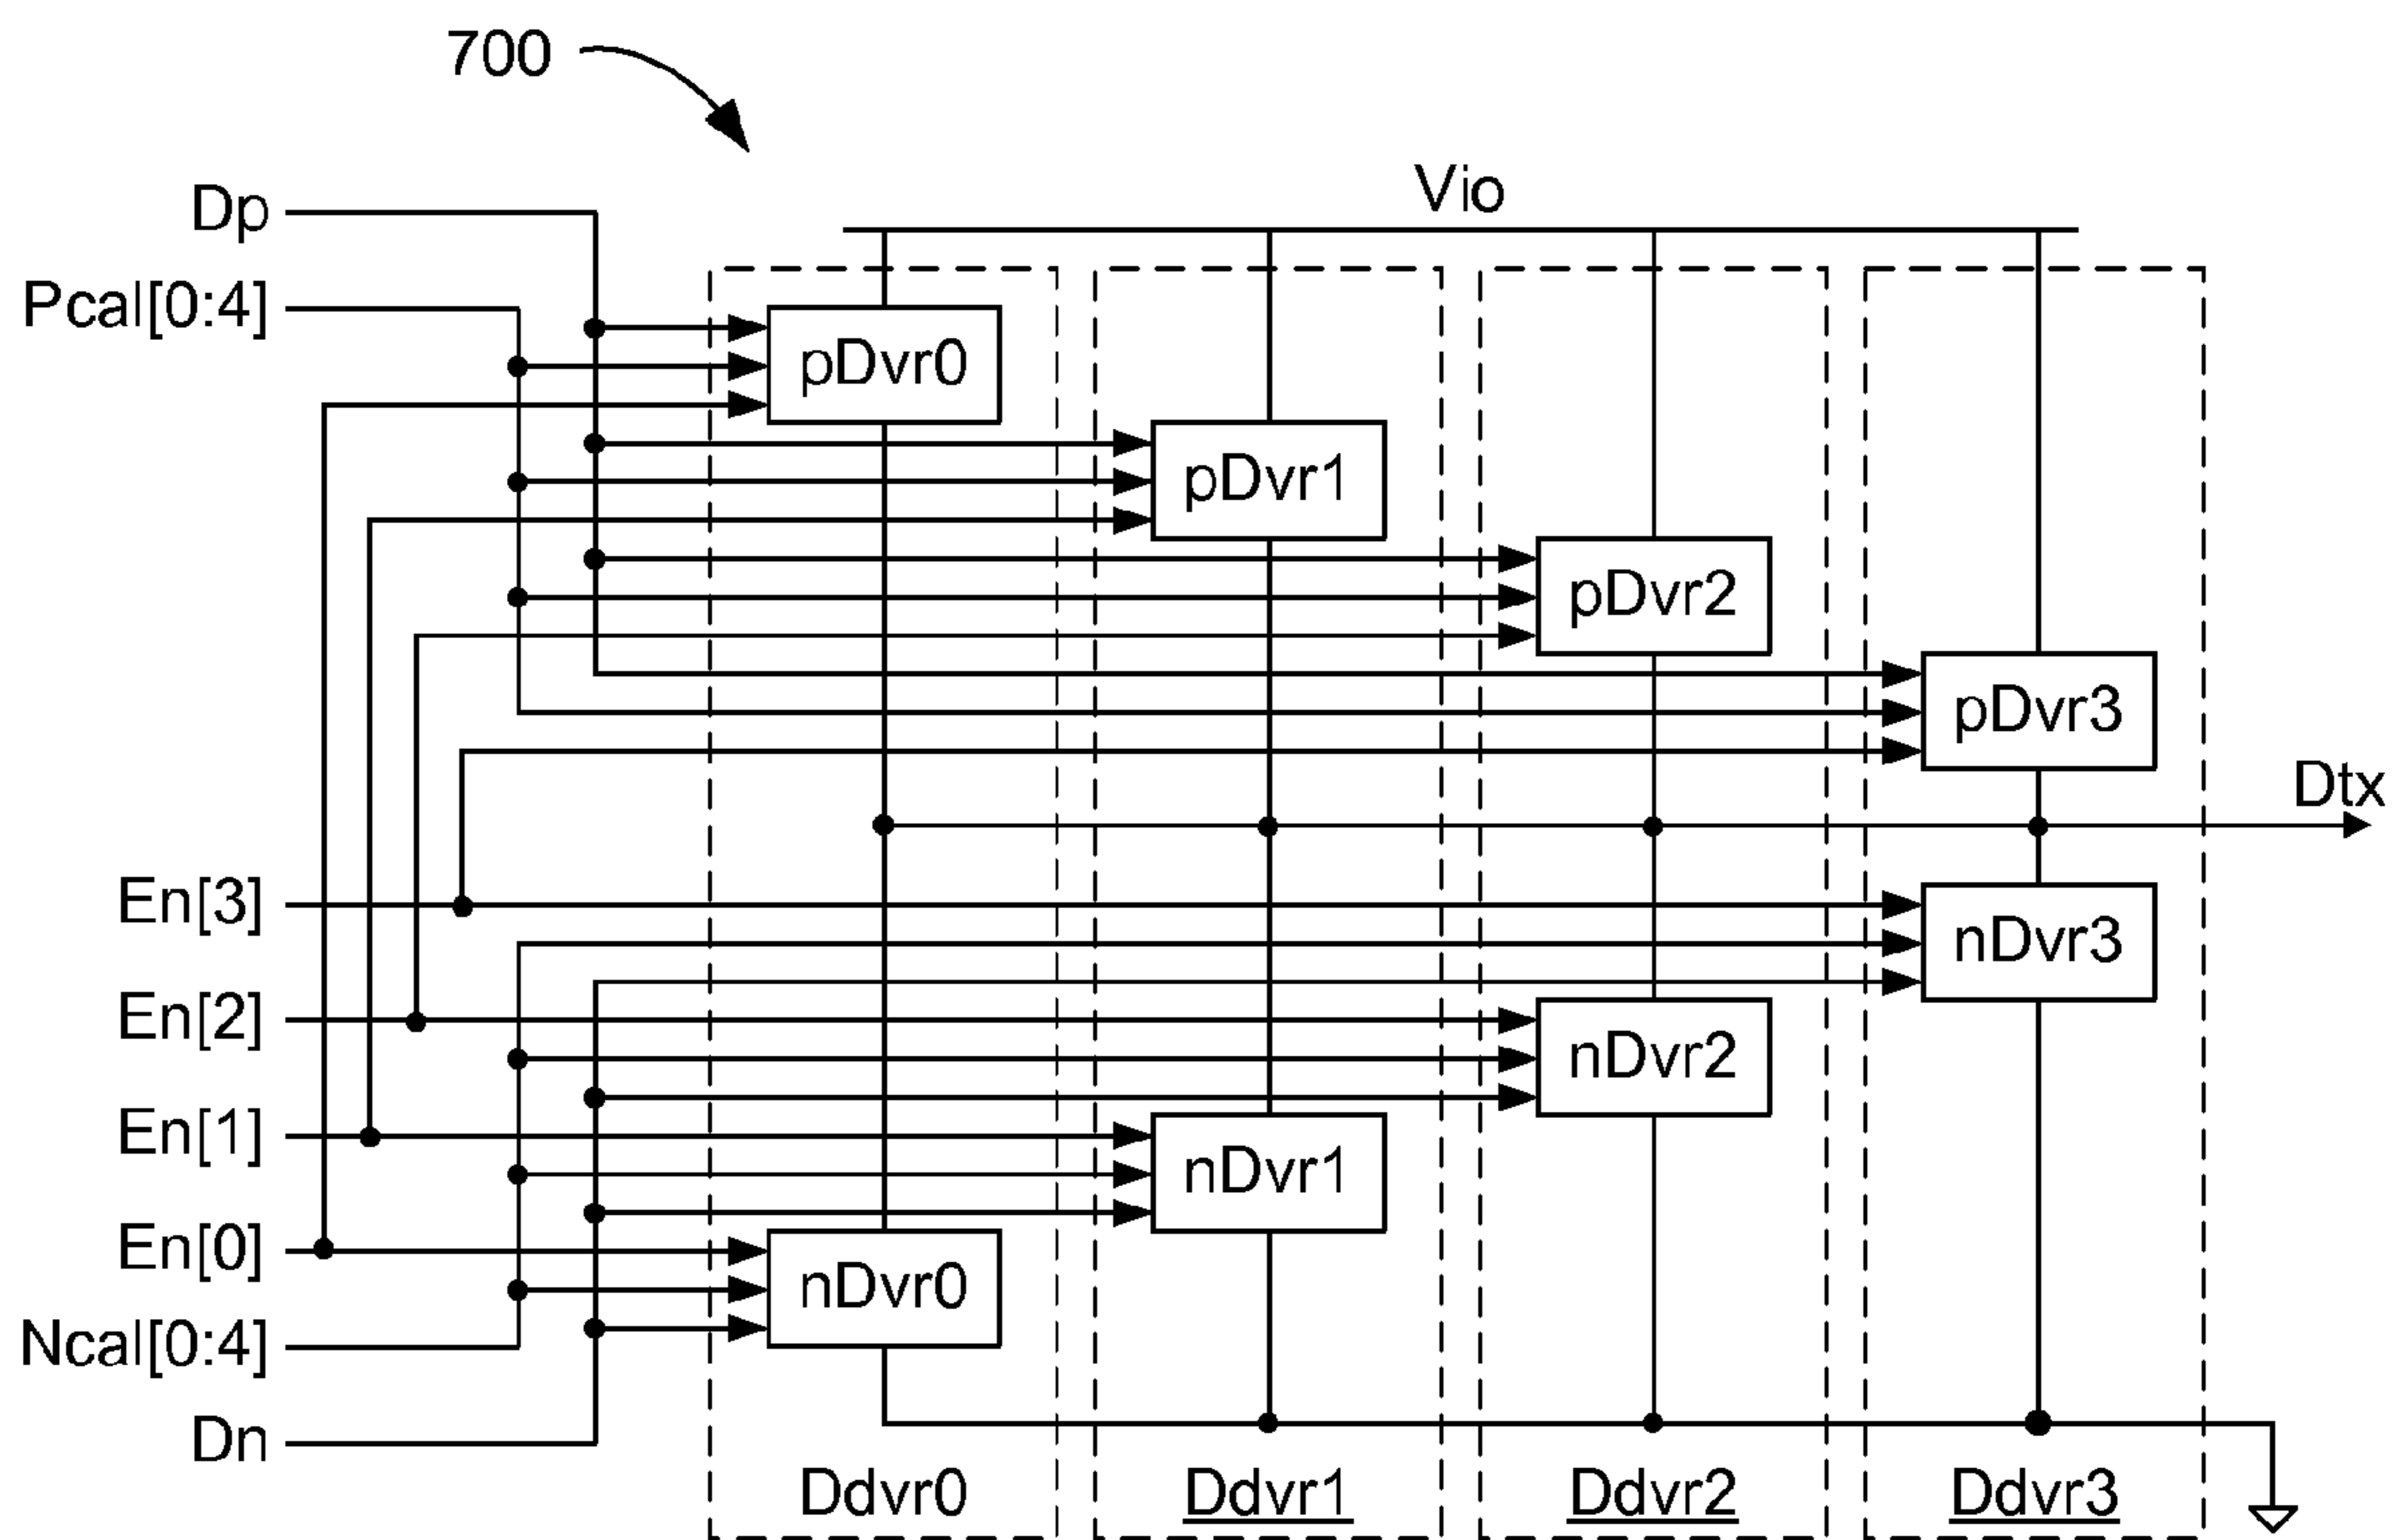 700
Vio
Dp
Pcal[0:4]
pDvr0
pDvr1
pDvr2
pDvr3
Dtx
En[3]
nDvr3
En[2]
nDvr2
En[1]
nDvr1
En[0]
nDvr0
Ncal[0:4]
Dn
Ddvr0 Ddvr1 Ddvr2 Ddvr3